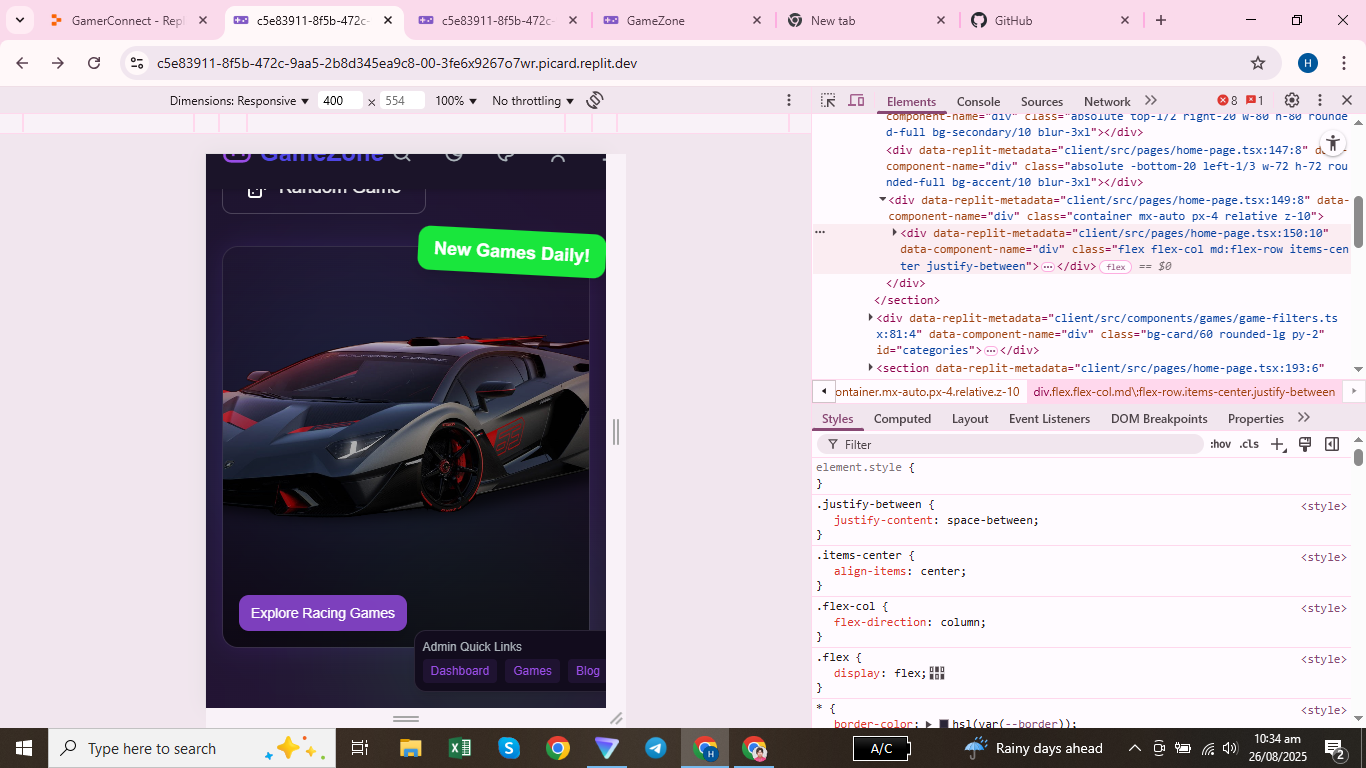 GamerConnect - Repl
c5e83911-8f5b-472c-
c5e83911-8f5b-472c-
GameZone
New tab
GitHub
c5e83911-8f5b-472c-9aa5-2b8d345ea9c8-00-3fe6x9267o7wr.picard.replit.dev
H
Dimensions: Responsive 400 × 554 100% No throttling
Elements Console Sources Network 8 1
GameZone
Random Game
New Games Daily!
Explore Racing Games
Admin Quick Links
Dashboard Games Blog
component-name="div" class="absolute top-1/2 right-20 w-80 h-80 rounde
d-full bg-secondary/10 blur-3xl"></div>
<div data-replit-metadata="client/src/pages/home-page.tsx:147:8" dat
component-name="div" class="absolute -bottom-20 left-1/3 w-72 h-72 rou
nded-full bg-accent/10 blur-3xl"></div>
<div data-replit-metadata="client/src/pages/home-page.tsx:149:8" data-
component-name="div" class="container mx-auto px-4 relative z-10">
<div data-replit-metadata="client/src/pages/home-page.tsx:150:10"
data-component-name="div" class="flex flex-col md:flex-row items-cen
ter justify-between"> … </div> flex == $0
</div>
</section>
<div data-replit-metadata="client/src/components/games/game-filters.ts
x:81:4" data-component-name="div" class="bg-card/60 rounded-lg py-2"
id="categories"> … </div>
<section data-replit-metadata="client/src/pages/home-page.tsx:193:6"
ontainer.mx-auto.px-4.relative.z-10 div.flex.flex-col.md\:flex-row.items-center.justify-between
Styles Computed Layout Event Listeners DOM Breakpoints Properties
Filter :hov .cls
element.style {
}
.justify-between { <style>
justify-content: space-between;
}
.items-center { <style>
align-items: center;
}
.flex-col { <style>
flex-direction: column;
}
.flex { <style>
display: flex;
}
* { <style>
border-color: hsl(var(--border));
Type here to search
A/C
Rainy days ahead
10:34 am
26/08/2025
2